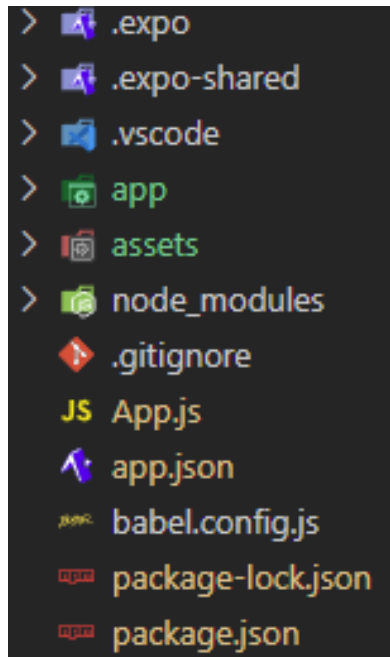 .expo
.expo-shared
.vscode
app
assets
node_modules
.gitignore
JS App.js
app.json
babel.config.js
package-lock.json
package.json